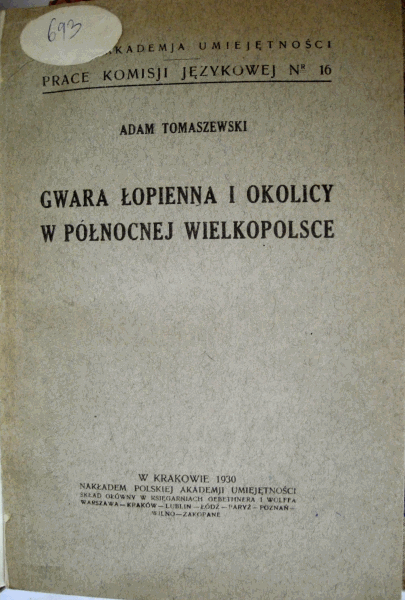 693
AKADEMJA UMIEJĘTNOŚCI
PRACE KOMISJI JĘZYKOWEJ Nr 16
ADAM TOMASZEWSKI
GWARA ŁOPIENNA I OKOLICY
W PÓŁNOCNEJ WIELKOPOLSCE
W KRAKOWIE 1930
NAKŁADEM POLSKIEJ AKADEMJI UMIEJĘTNOŚCI
SKŁAD GŁÓWNY W KSIĘGARNIACH GEBETHNERA I WOLFFA
WARSZAWA—KRAKÓW—LUBLIN—ŁÓDŹ—PARYŻ—POZNAŃ—
WILNO—ZAKOPANE